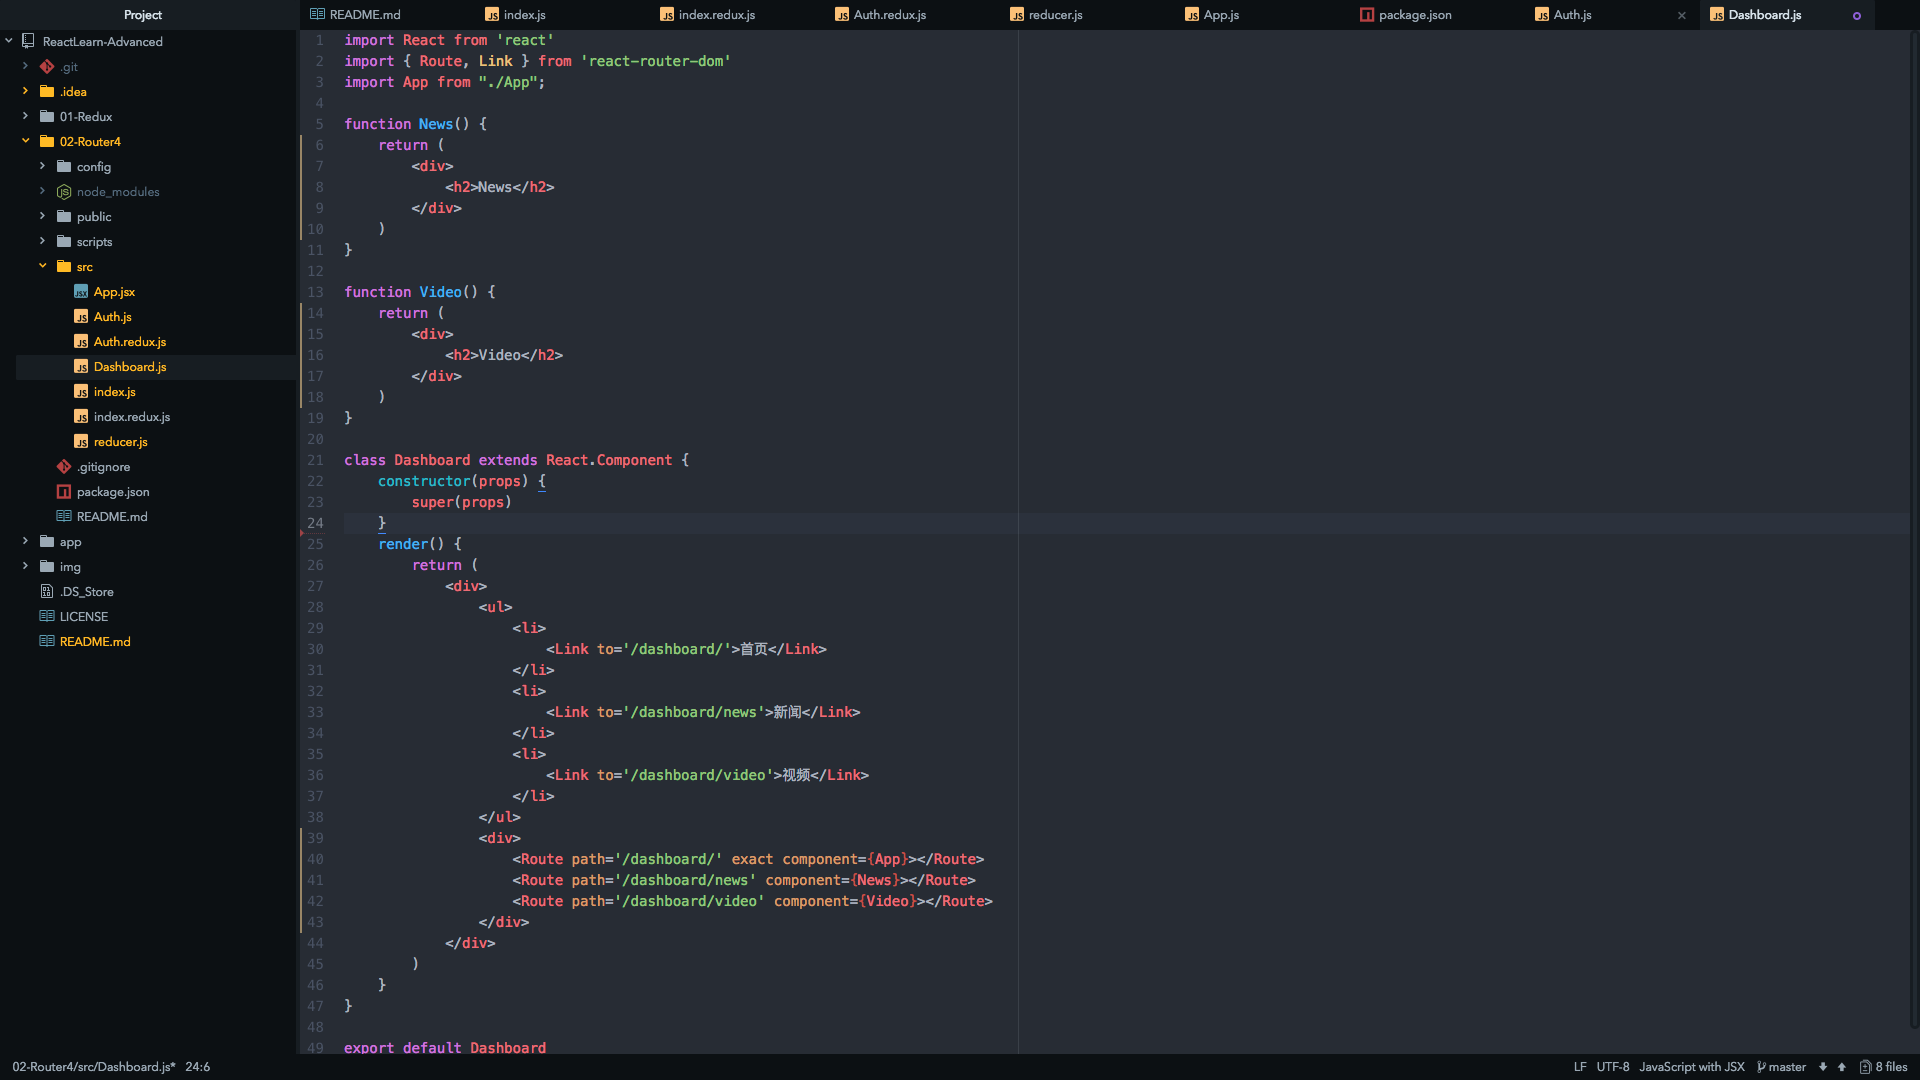 Project
README.md
index.js
index.redux.js
Auth.redux.js
reducer.js
App.js
package.json
Auth.js
Dashboard.js
ReactLearn-Advanced
.git
.idea
01-Redux
02-Router4
config
node_modules
public
scripts
src
App.jsx
Auth.js
Auth.redux.js
Dashboard.js
index.js
index.redux.js
reducer.js
.gitignore
package.json
README.md
app
img
.DS_Store
LICENSE
README.md
1 import React from 'react'
2 import { Route, Link } from 'react-router-dom'
3 import App from "./App";
4
5 function News() {
6     return (
7         <div>
8             <h2>News</h2>
9         </div>
10     )
11 }
12
13 function Video() {
14     return (
15         <div>
16             <h2>Video</h2>
17         </div>
18     )
19 }
20
21 class Dashboard extends React.Component {
22     constructor(props) {
23         super(props)
24     }
25     render() {
26         return (
27             <div>
28                 <ul>
29                     <li>
30                         <Link to='/dashboard/'>首页</Link>
31                     </li>
32                     <li>
33                         <Link to='/dashboard/news'>新闻</Link>
34                     </li>
35                     <li>
36                         <Link to='/dashboard/video'>视频</Link>
37                     </li>
38                 </ul>
39                 <div>
40                     <Route path='/dashboard/' exact component={App}></Route>
41                     <Route path='/dashboard/news' component={News}></Route>
42                     <Route path='/dashboard/video' component={Video}></Route>
43                 </div>
44             </div>
45         )
46     }
47 }
48
49 export default Dashboard
02-Router4/src/Dashboard.js* 24:6
LF UTF-8 JavaScript with JSX master 8 files